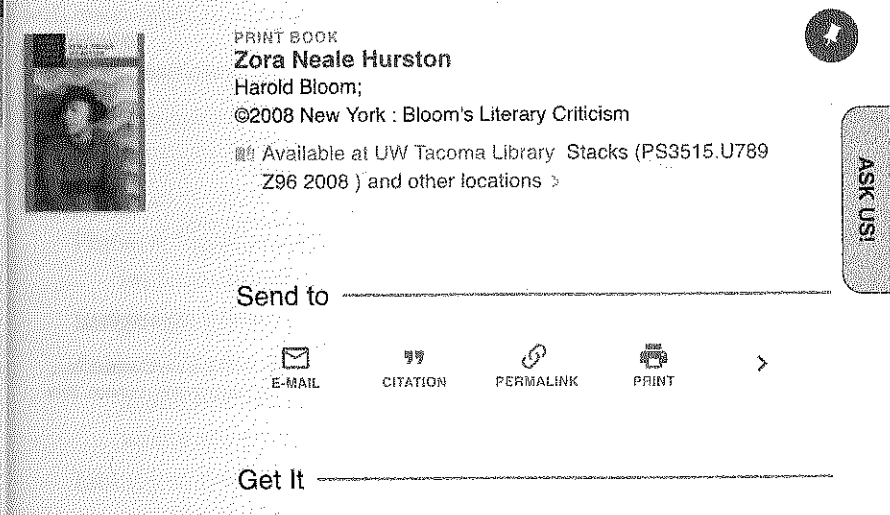 PRINT BOOK
Zora Neale Hurston
Harold Bloom;
©2008 New York : Bloom's Literary Criticism
Available at UW Tacoma Library Stacks (PS3515.U789
Z96 2008 ) and other locations >
ASK US!
Send to
E-MAIL
CITATION
PERMALINK
PRINT
>
Get It